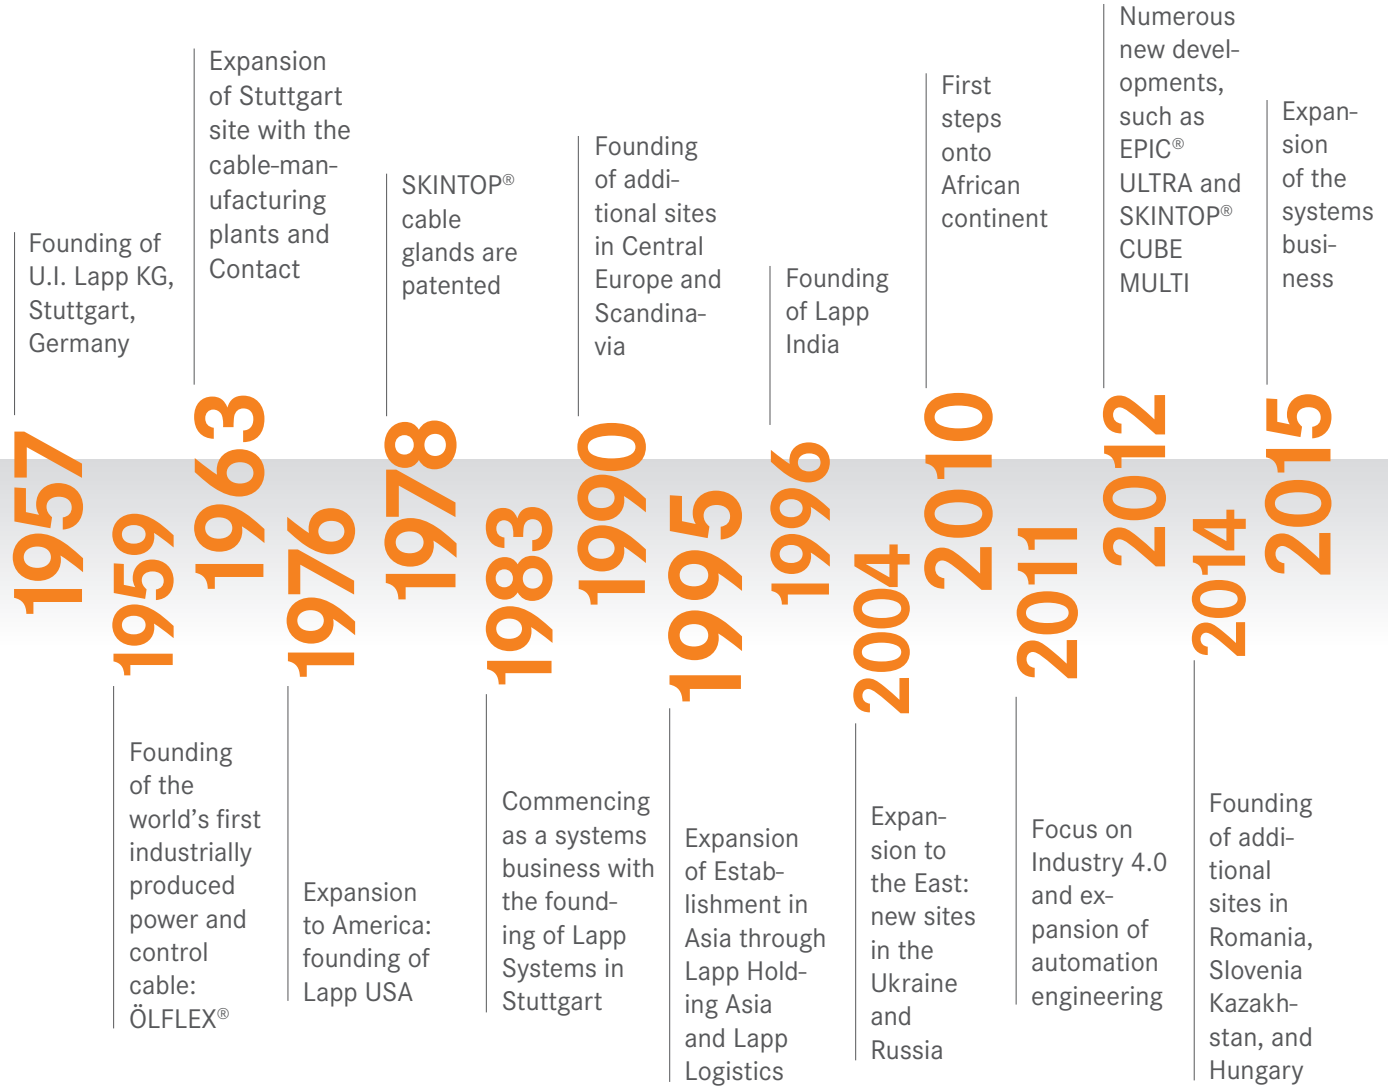 1957
Founding of
U.I. Lapp KG,
Stuttgart,
Germany
1959
Founding
of the
world's first
industrially
produced
power and
control
cable:
ÖLFLEX®
1963
Expansion
of Stuttgart
site with the
cable-man-
ufacturing
plants and
Contact
1976
Expansion
to America:
founding of
Lapp USA
1978
SKINTOP®
cable
glands are
patented
1983
Commencing
as a systems
business with
the found-
ing of Lapp
Systems in
Stuttgart
1990
Founding
of addi-
tional sites
in Central
Europe and
Scandina-
via
1995
Expansion
of Estab-
lishment in
Asia through
Lapp Hold-
ing Asia
and Lapp
Logistics
1996
Founding
of Lapp
India
2004
Expan-
sion to
the East:
new sites
in the
Ukraine
and
Russia
2010
First
steps
onto
African
continent
2011
Focus on
Industry 4.0
and ex-
pansion of
automation
engineering
2012
Numerous
new devel-
opments,
such as
EPIC®
ULTRA and
SKINTOP®
CUBE
MULTI
2014
Founding
of addi-
tional
sites in
Romania,
Slovenia
Kazakh-
stan, and
Hungary
2015
Expan-
sion
of the
systems
busi-
ness